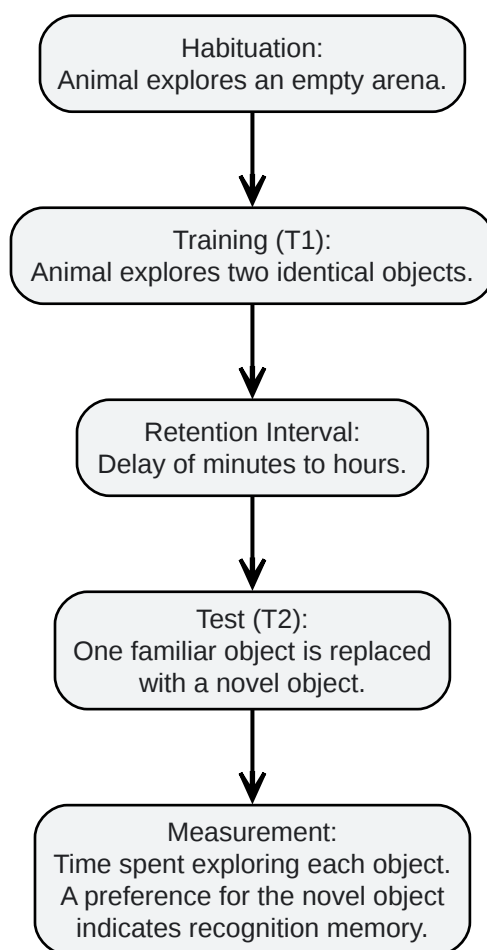 Habituation:
Animal explores an empty arena.
Training (T1):
Animal explores two identical objects.
Retention Interval:
Delay of minutes to hours.
Test (T2):
One familiar object is replaced
with a novel object.
Measurement:
Time spent exploring each object.
A preference for the novel object
indicates recognition memory.